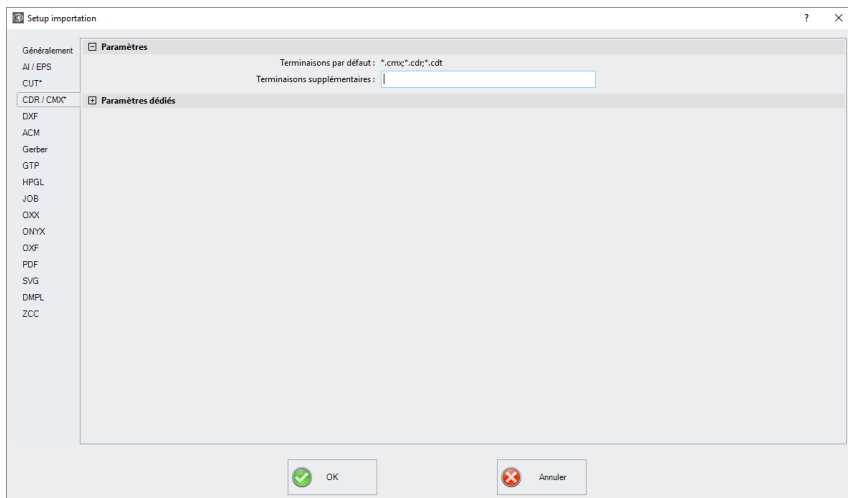 Setup importation
?
Généralement
AI / EPS
CUT*
CDR / CMX*
DXF
ACM
Gerber
GTP
HPGL
JOB
OXX
ONYX
OXF
PDF
SVG
DMPL
ZCC
Paramètres
Terminaisons par défaut : *.cmx;*.cdr;*.cdt
Terminaisons supplémentaires :
Paramètres dédiés
OK
Annuler